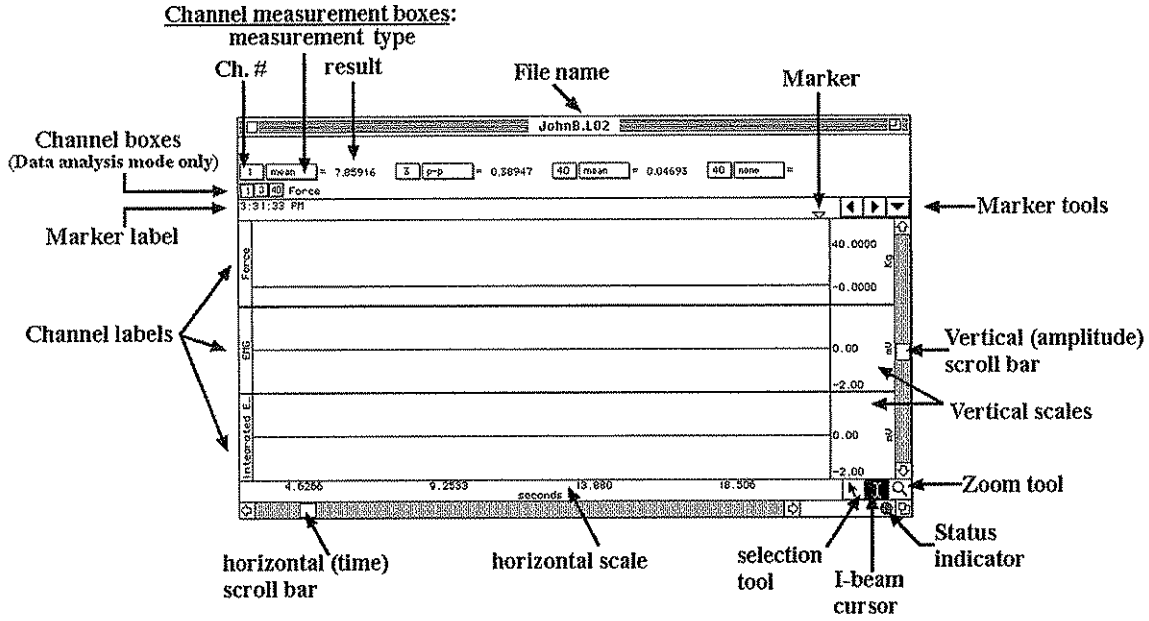 Channel measurement boxes:
measurement type
Ch. #
result
File name
Marker
JohnB.L02
Channel boxes
(Data analysis mode only)
1 mean = 7.85916 3 p-p = 0.38947 40 mean = 0.04693 40 none =
1 3 40 Force
3:31:33 PM
Marker label
Marker tools
Force
40.0000
Kg
-0.0000
Channel labels
EMG
0.00
mV
-2.00
Vertical (amplitude)
scroll bar
Vertical scales
Integrated E..
0.00
mV
-2.00
4.6266 9.2533 13.880 18.506
seconds
Zoom tool
horizontal (time)
scroll bar
horizontal scale
selection
tool
I-beam
cursor
Status
indicator